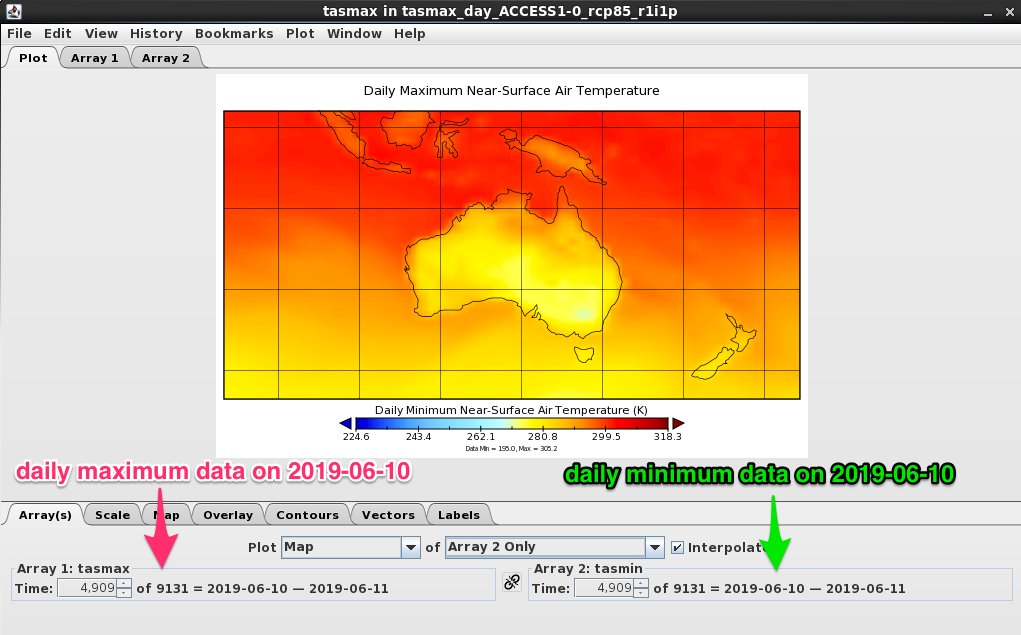 tasmax in tasmax_day_ACCESS1-0_rcp85_r1i1p
File Edit View History Bookmarks Plot Window Help
Plot Array 1 Array 2
Daily Maximum Near-Surface Air Temperature
Daily Minimum Near-Surface Air Temperature (K)
224.6 243.4 262.1 280.8 299.5 318.3
Data Min = 195.0, Max = 305.2
daily maximum data on 2019-06-10
daily minimum data on 2019-06-10
Array(s) Scale Map Overlay Contours Vectors Labels
Plot Map of Array 2 Only Interpolate
Array 1: tasmax Array 2: tasmin
Time: 4,909 of 9131 = 2019-06-10 — 2019-06-11 Time: 4,909 of 9131 = 2019-06-10 — 2019-06-11